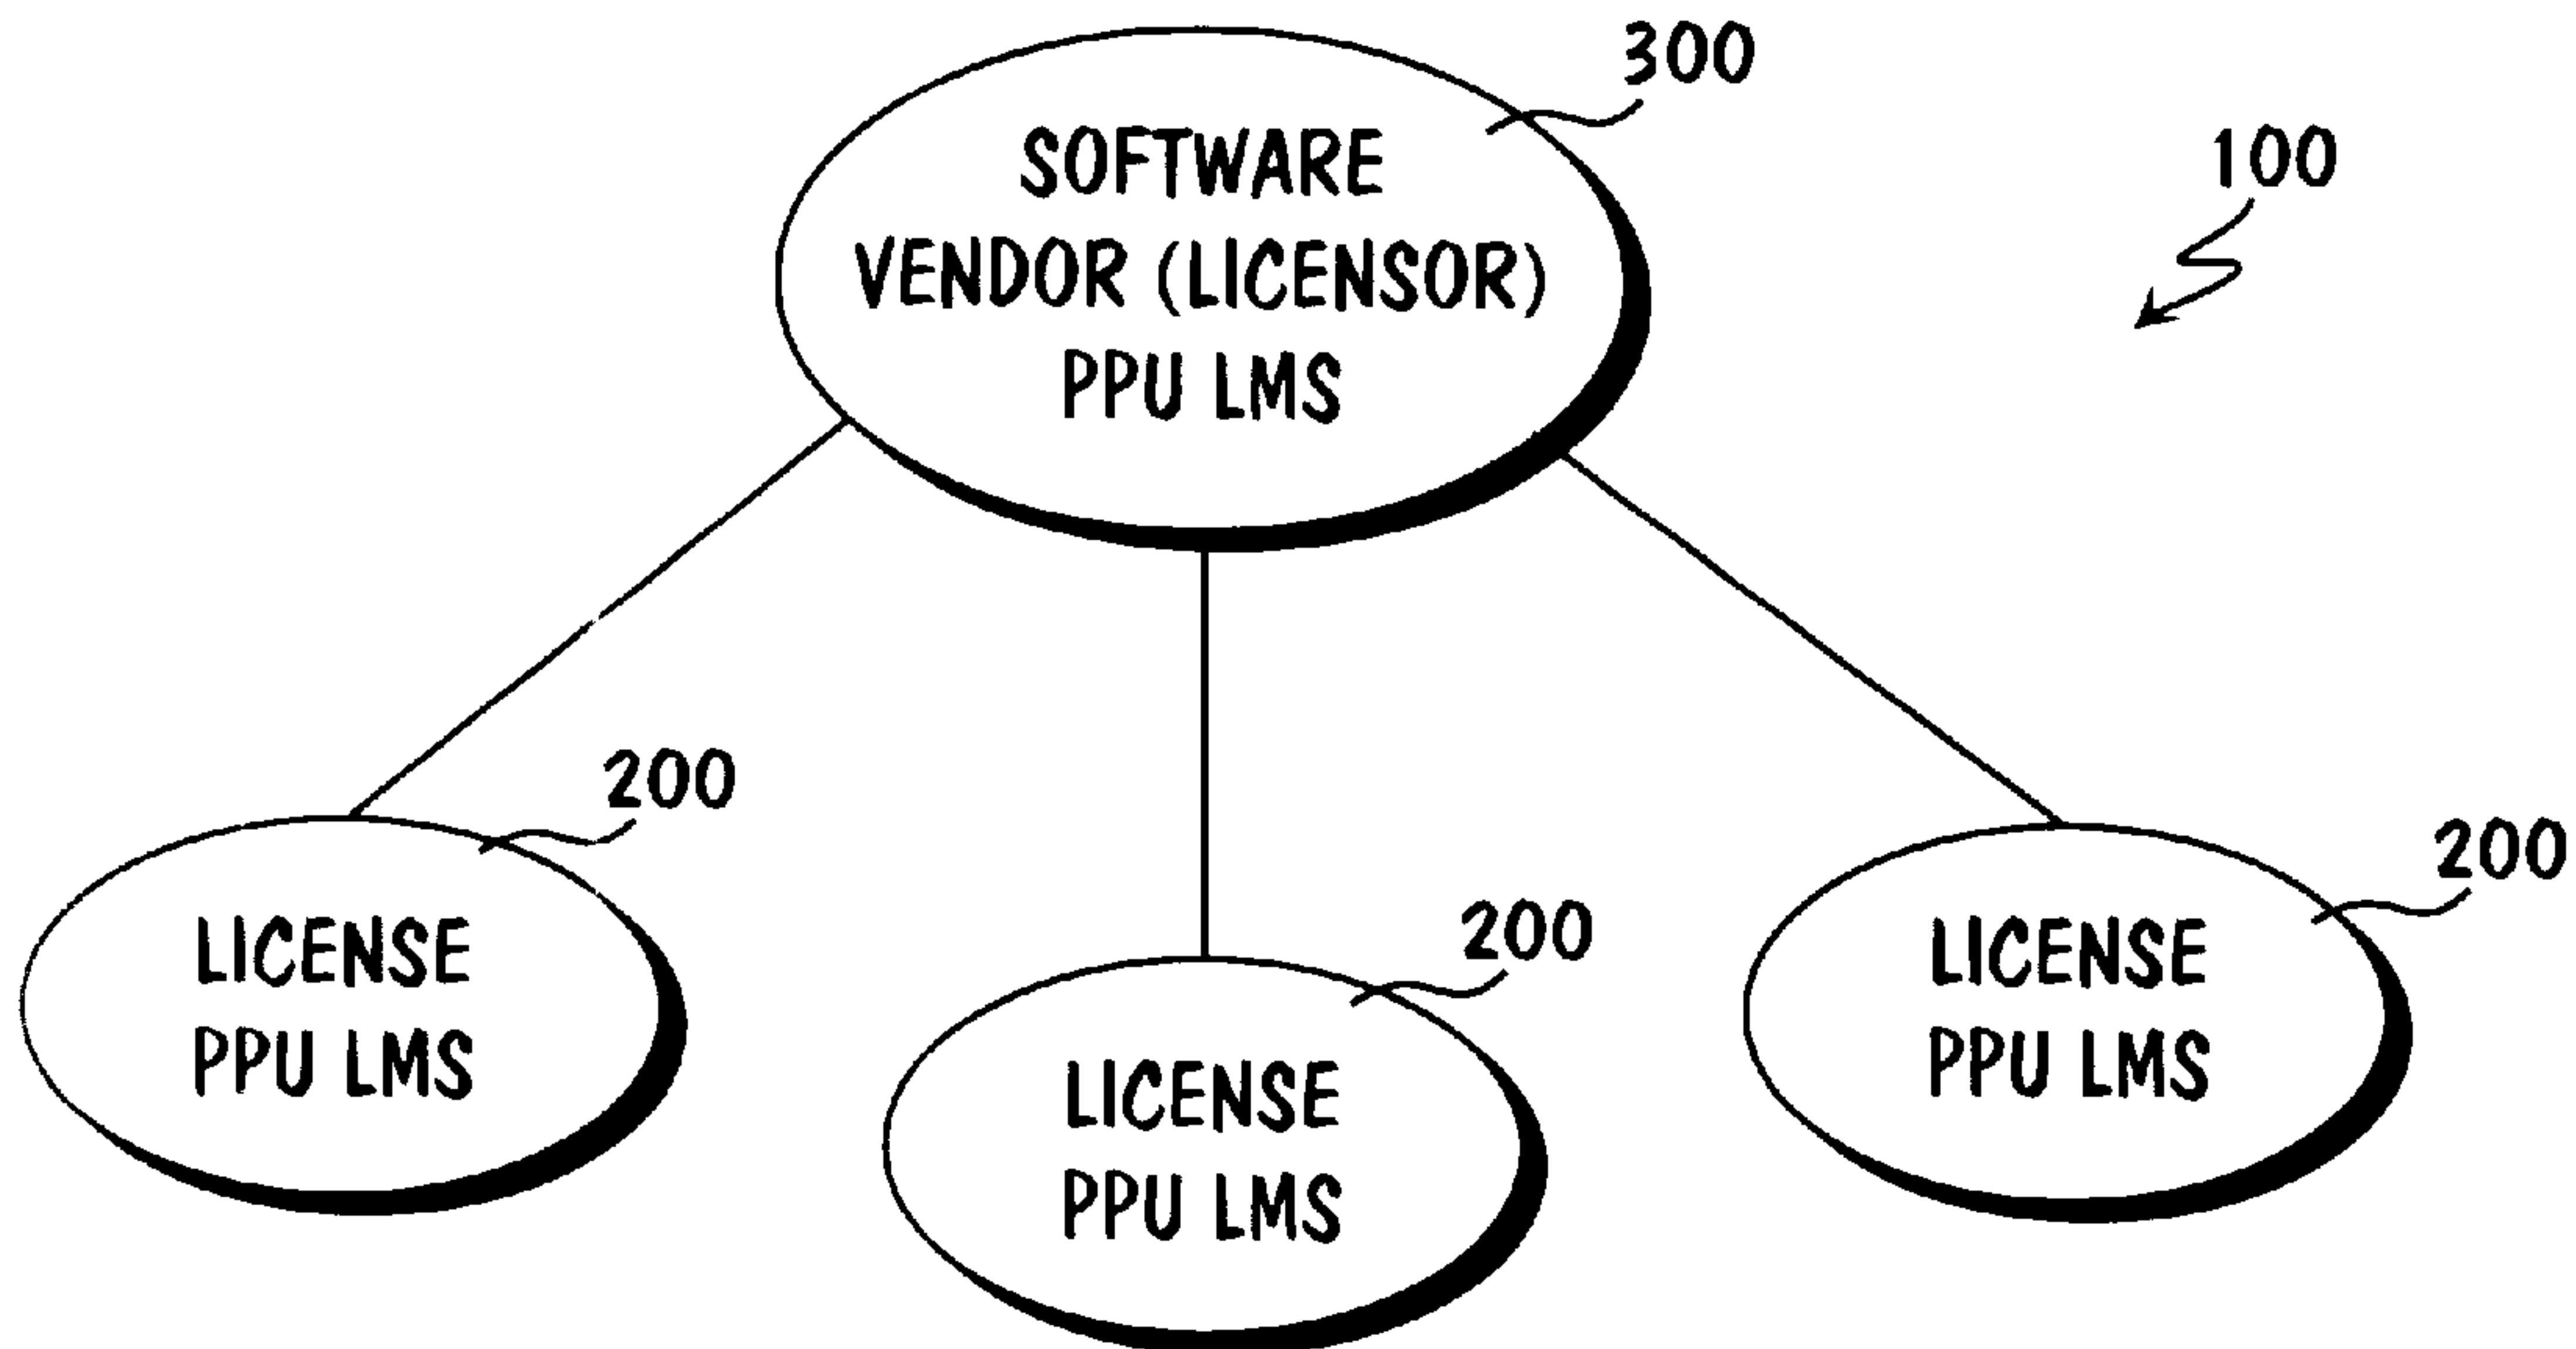 300
SOFTWARE
VENDOR (LICENSOR)
PPU LMS
100
200
LICENSE
PPU LMS
200
LICENSE
PPU LMS
200
LICENSE
PPU LMS